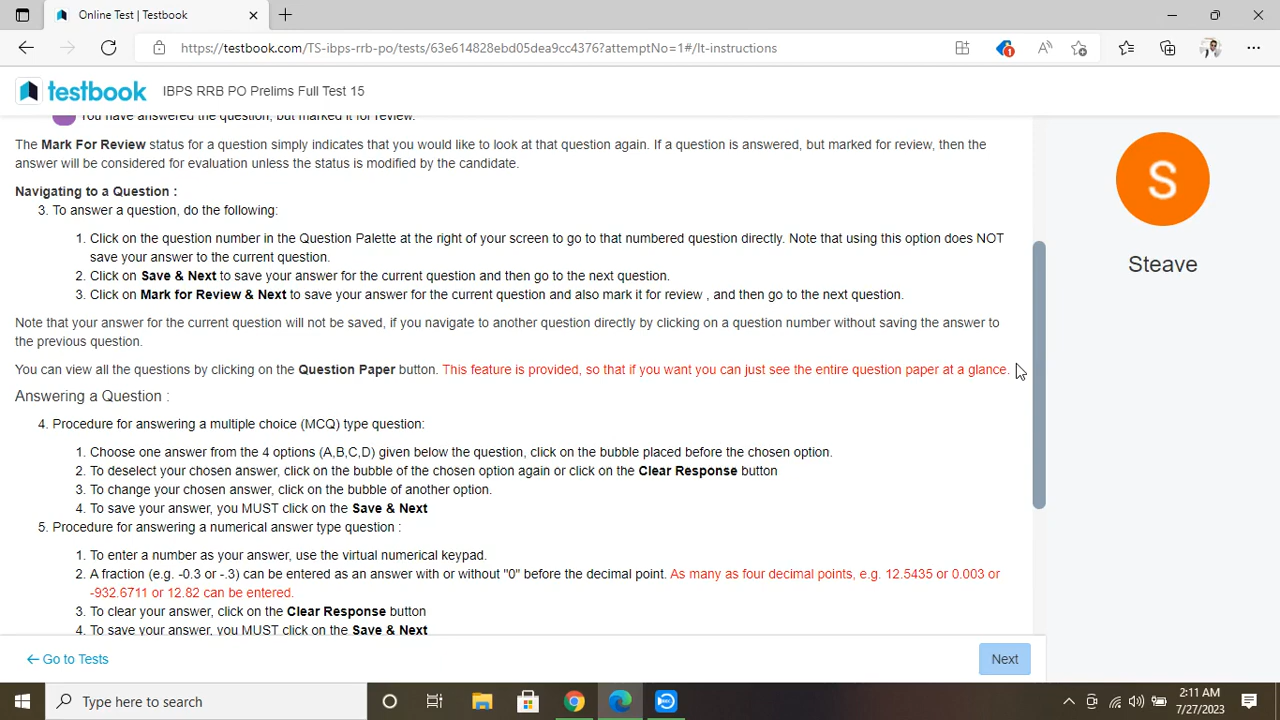 Online Test | Testbook
https://testbook.com/TS-ibps-rrb-po/tests/63e614828ebd05dea9cc4376?attemptNo=1#/lt-instructions
1
testbook IBPS RRB PO Prelims Full Test 15
You have answered the question, but marked it for review.
The Mark For Review status for a question simply indicates that you would like to look at that question again. If a question is answered, but marked for review, then the
answer will be considered for evaluation unless the status is modified by the candidate.
Navigating to a Question :
3. To answer a question, do the following:
1. Click on the question number in the Question Palette at the right of your screen to go to that numbered question directly. Note that using this option does NOT
save your answer to the current question.
2. Click on Save & Next to save your answer for the current question and then go to the next question.
3. Click on Mark for Review & Next to save your answer for the current question and also mark it for review , and then go to the next question.
Note that your answer for the current question will not be saved, if you navigate to another question directly by clicking on a question number without saving the answer to
the previous question.
You can view all the questions by clicking on the Question Paper button. This feature is provided, so that if you want you can just see the entire question paper at a glance.
Answering a Question :
4. Procedure for answering a multiple choice (MCQ) type question:
1. Choose one answer from the 4 options (A,B,C,D) given below the question, click on the bubble placed before the chosen option.
2. To deselect your chosen answer, click on the bubble of the chosen option again or click on the Clear Response button
3. To change your chosen answer, click on the bubble of another option.
4. To save your answer, you MUST click on the Save & Next
5. Procedure for answering a numerical answer type question :
1. To enter a number as your answer, use the virtual numerical keypad.
2. A fraction (e.g. -0.3 or -.3) can be entered as an answer with or without "0" before the decimal point. As many as four decimal points, e.g. 12.5435 or 0.003 or
-932.6711 or 12.82 can be entered.
3. To clear your answer, click on the Clear Response button
4. To save your answer, you MUST click on the Save & Next
S
Steave
Go to Tests
Next
Type here to search
2:11 AM
7/27/2023